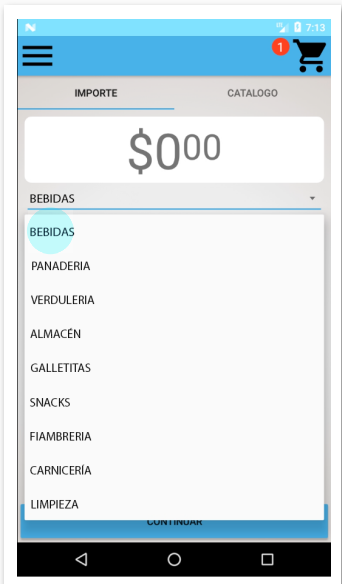 7:13
1
IMPORTE
CATALOGO
$000
BEBIDAS
BEBIDAS
PANADERIA
VERDULERIA
ALMACÉN
GALLETITAS
SNACKS
FIAMBRERIA
CARNICERÍA
LIMPIEZA
CONTINUAR